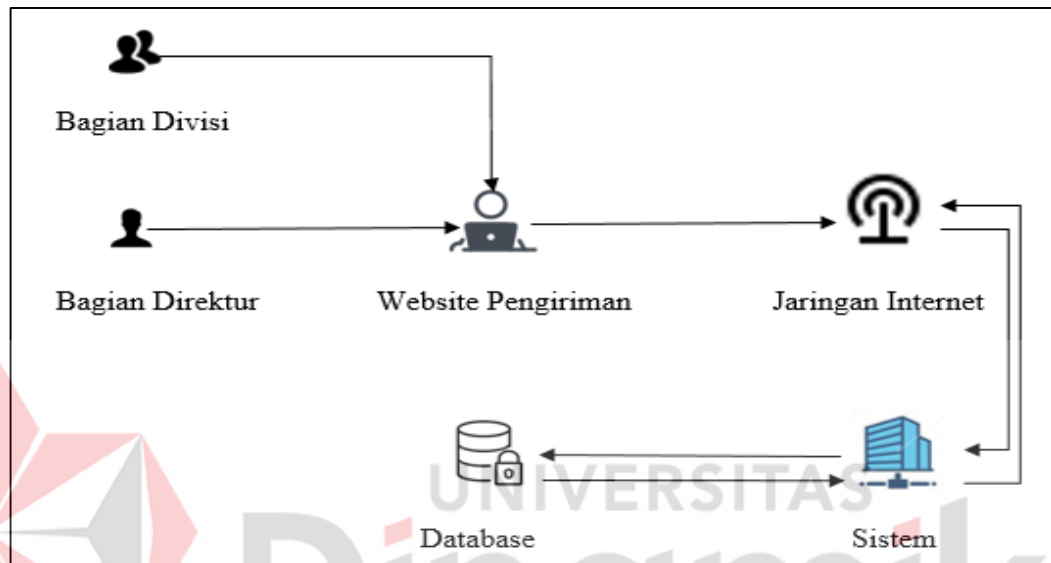 Bagian Divisi
Bagian Direktur
Website Pengiriman
Jaringan Internet
UNIVERSITAS
Database
Sistem